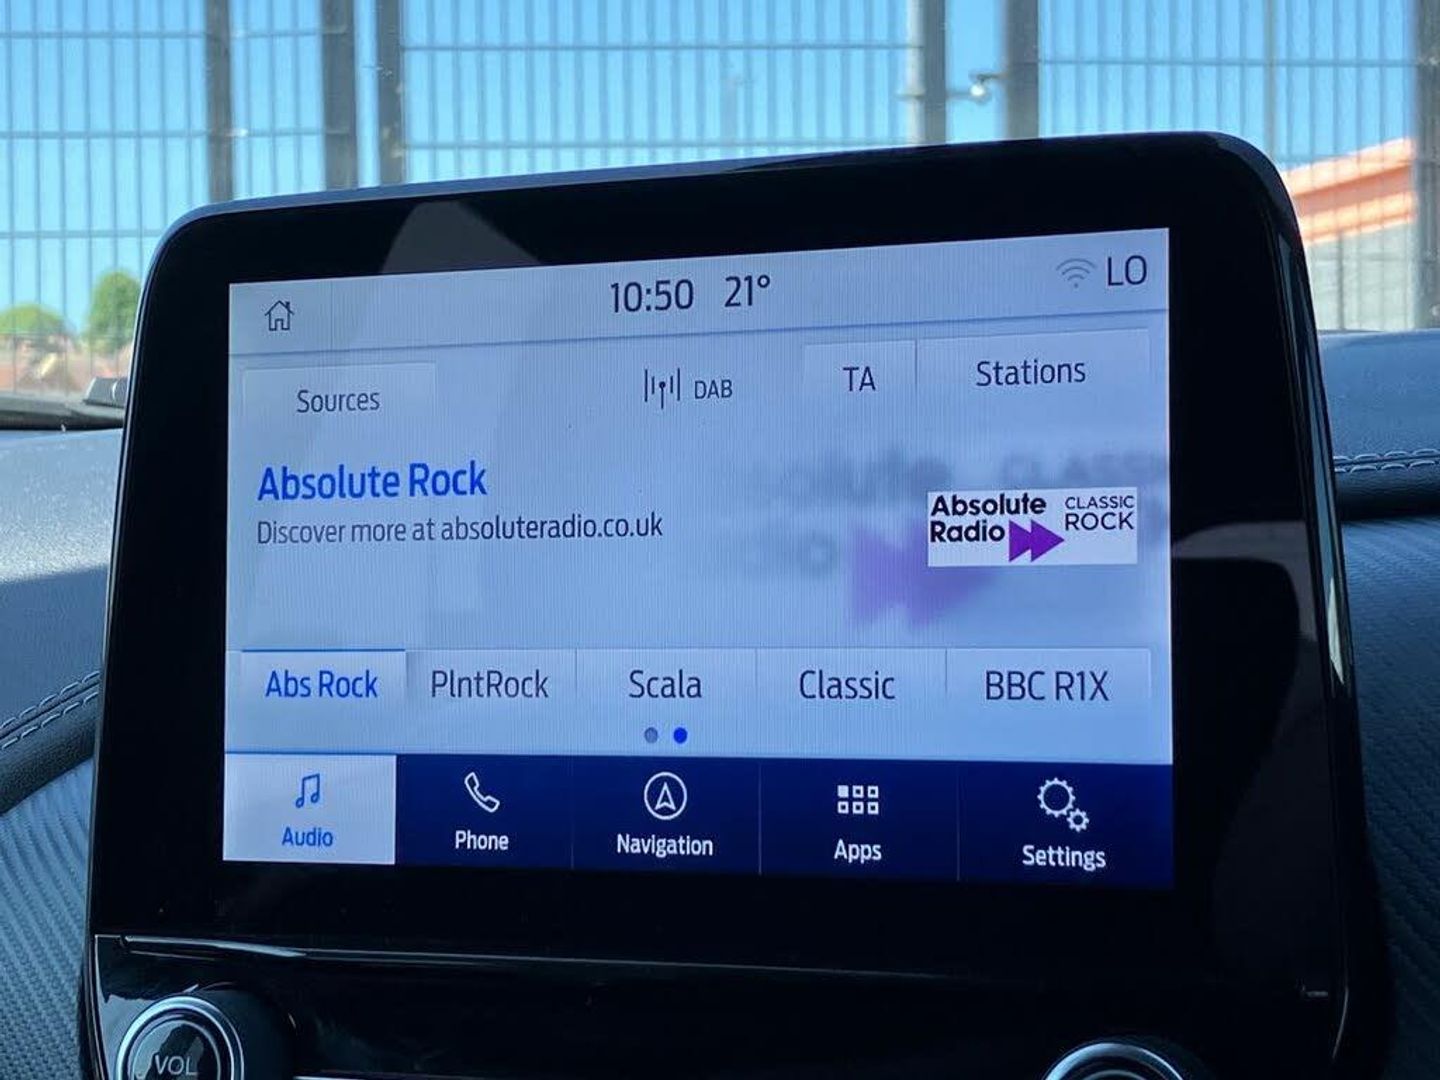 10:50 21° LO
Sources DAB TA Stations
Absolute Rock
Discover more at absoluteradio.co.uk
Absolute
Radio
CLASSIC
ROCK
Abs Rock PlntRock Scala Classic BBC R1X
Audio Phone Navigation Apps Settings
VOL